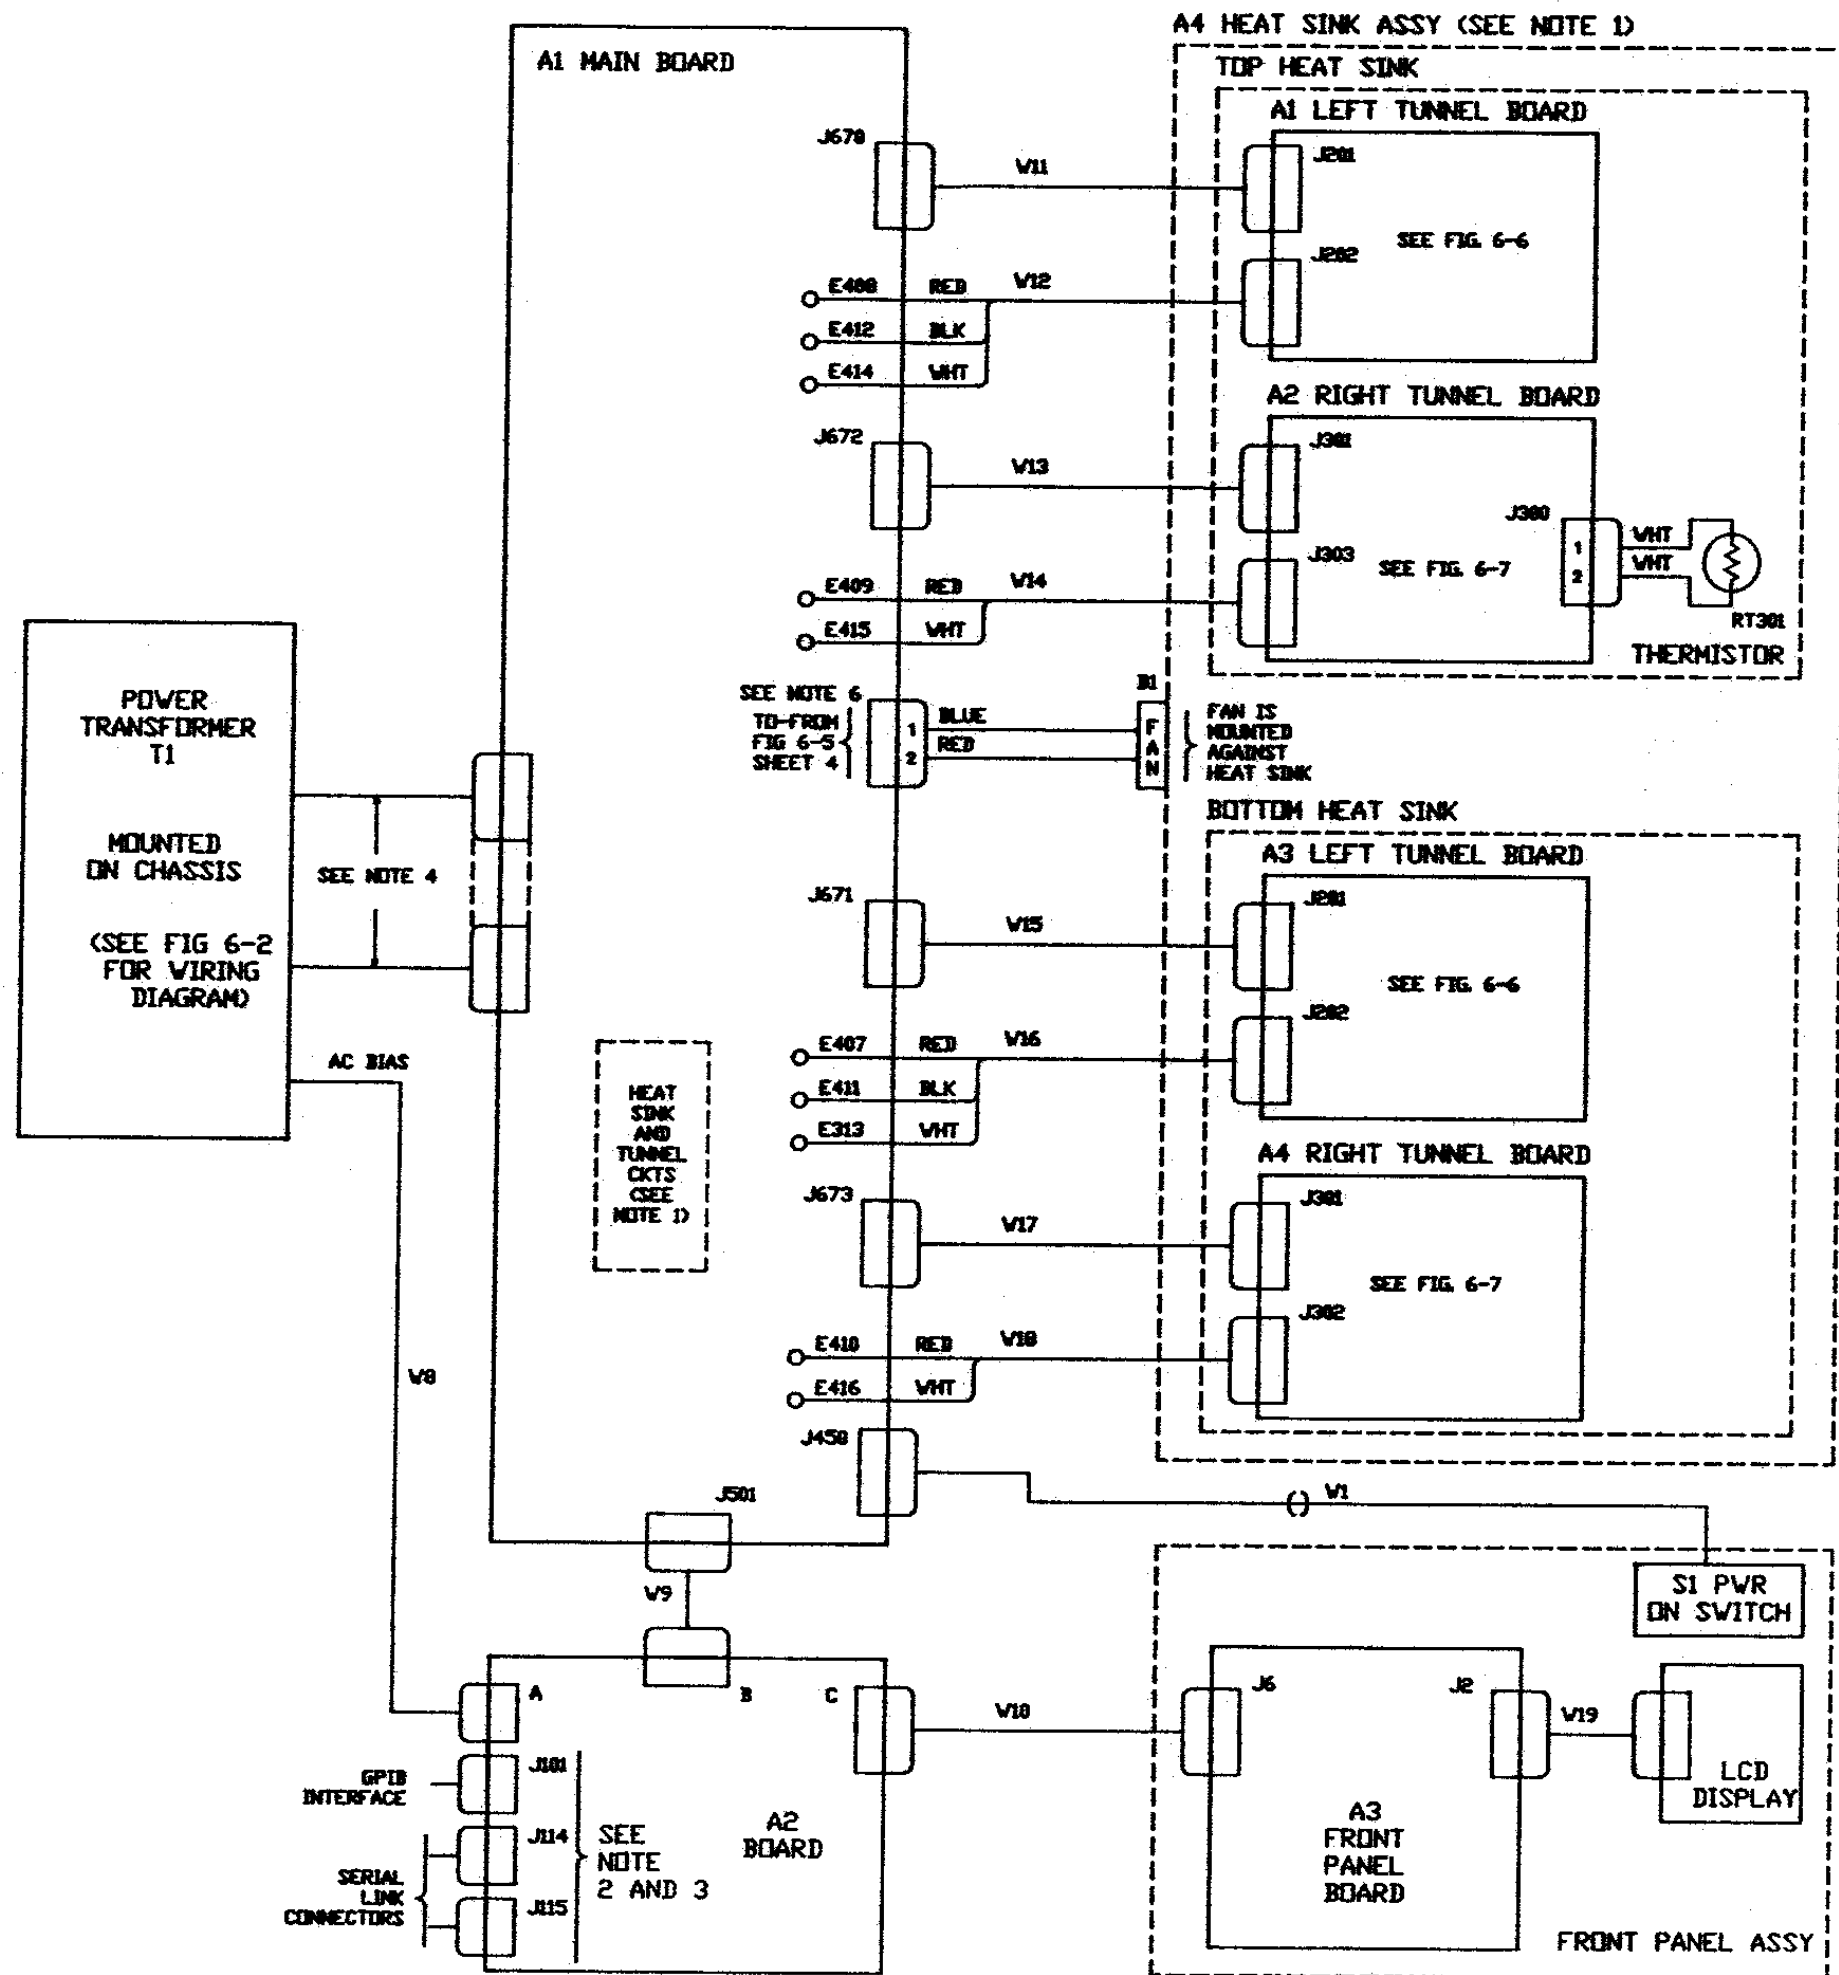 A4 HEAT SINK ASSY (SEE NOTE 1)
TOP HEAT SINK
A1 MAIN BOARD
A1 LEFT TUNNEL BOARD
J670
W11
J201
SEE FIG. 6-6
J202
E408 RED W12
E412 BLK
E414 WHT
A2 RIGHT TUNNEL BOARD
J672
W13
J301
J300
1 WHT
2 WHT
J303
SEE FIG. 6-7
E409 RED W14
E415 WHT
RT301
THERMISTOR
SEE NOTE 6
TO-FROM
FIG 6-5
SHEET 4
1 BLUE
2 RED
B1
FAN
FAN IS
MOUNTED
AGAINST
HEAT SINK
POWER
TRANSFORMER
T1
MOUNTED
ON CHASSIS
(SEE FIG 6-2
FOR WIRING
DIAGRAM)
SEE NOTE 4
AC BIAS
BOTTOM HEAT SINK
A3 LEFT TUNNEL BOARD
J671
W15
J201
SEE FIG. 6-6
J202
E407 RED W16
E411 BLK
E313 WHT
HEAT
SINK
AND
TUNNEL
CKTS
(SEE
NOTE 1)
A4 RIGHT TUNNEL BOARD
J673
W17
J301
SEE FIG. 6-7
J302
E410 RED W18
E416 WHT
W8
J450
W1
J501
W9
S1 PWR
ON SWITCH
A
B
C
W10
J6
J2
W19
LCD
DISPLAY
GPIB
INTERFACE
J101
J114
J115
SERIAL
LINK
CONNECTORS
SEE
NOTE
2 AND 3
A2
BOARD
A3
FRONT
PANEL
BOARD
FRONT PANEL ASSY